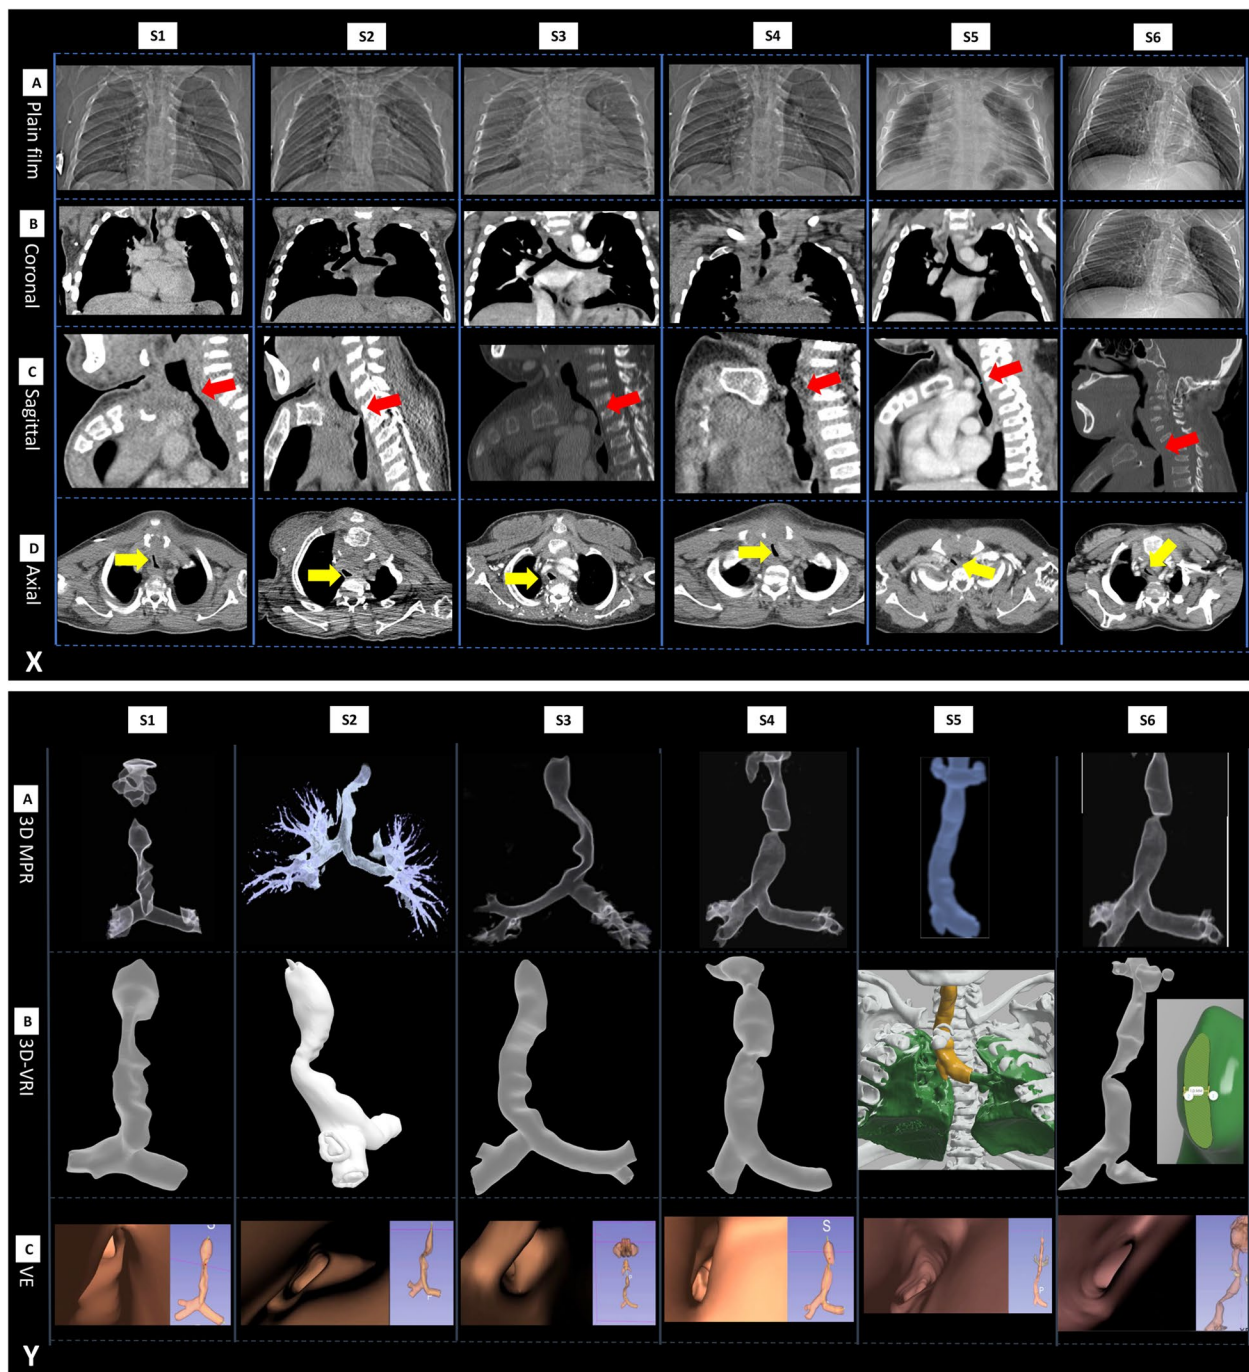 S1 S2 S3 S4 S5 S6
A
Plain film
B
Coronal
C
Sagittal
D
Axial
X
S1 S2 S3 S4 S5 S6
A
3D MPR
B
3D-VRI
C
VE
S
P
Y